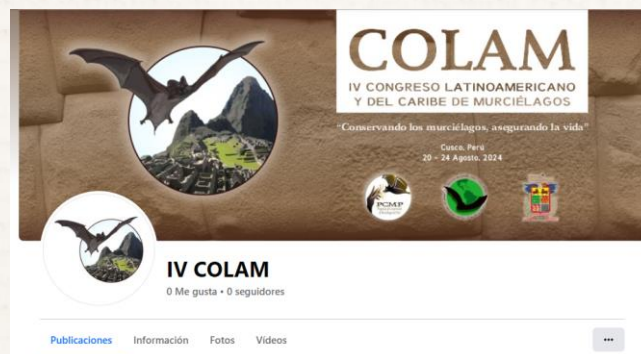 COLAM
IV CONGRESO LATINOAMERICANO
Y DEL CARIBE DE MURCIÉLAGOS
"Conservando los murciélagos, asegurando la vida"
Cusco, Perú
20 - 24 Agosto, 2024
PCMP
IV COLAM
0 Me gusta • 0 seguidores
Publicaciones Información Fotos Vídeos